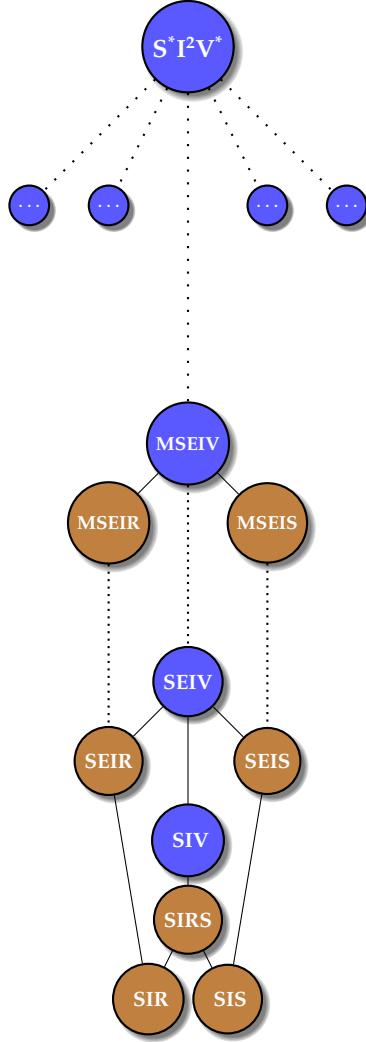 S*I²V*
... ... ... ...
MSEIV
MSEIR MSEIS
SEIV
SEIR SEIS
SIV
SIRS
SIR SIS